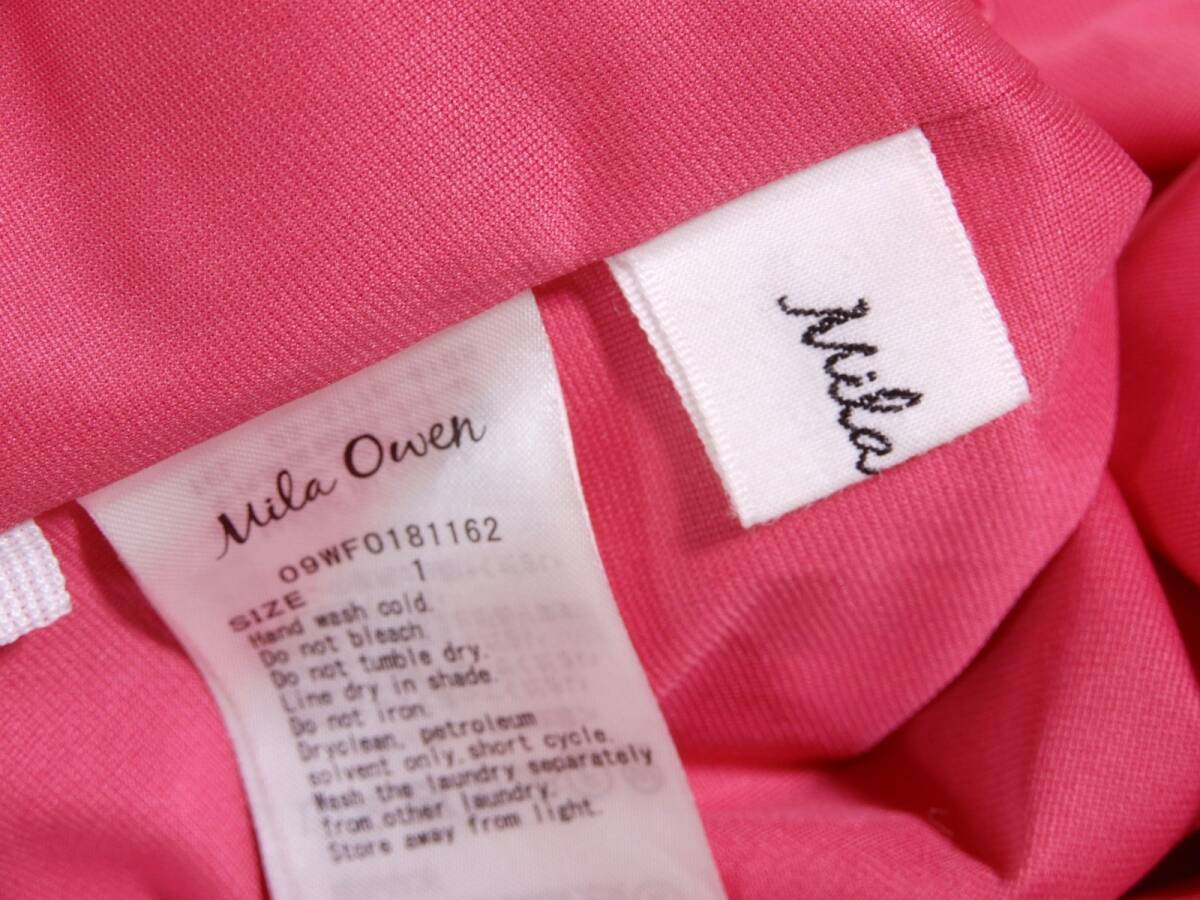 Mila Owen
09WF0181162
SIZE 1
Hand wash cold.
Do not bleach.
Do not tumble dry.
Line dry in shade.
Do not iron.
Dryclean, petroleum
solvent only, short cycle.
Wash the laundry separately
from other laundry.
Store away from light.
Mila